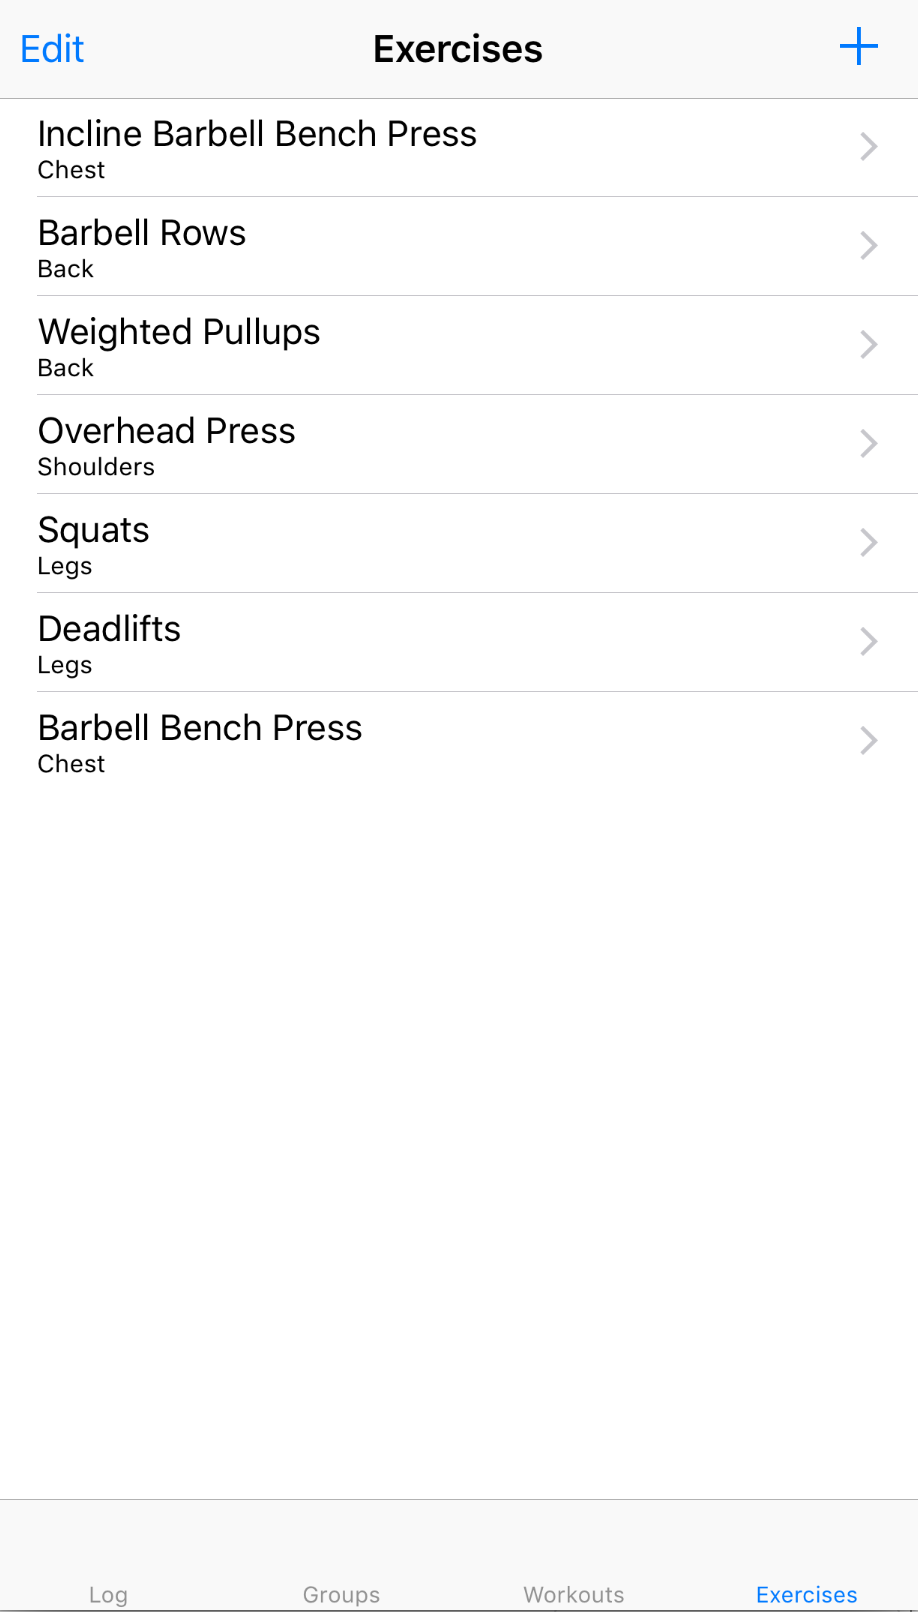 Edit
Exercises
Incline Barbell Bench Press
Chest
Barbell Rows
Back
Weighted Pullups
Back
Overhead Press
Shoulders
Squats
Legs
Deadlifts
Legs
Barbell Bench Press
Chest
Log
Groups
Workouts
Exercises